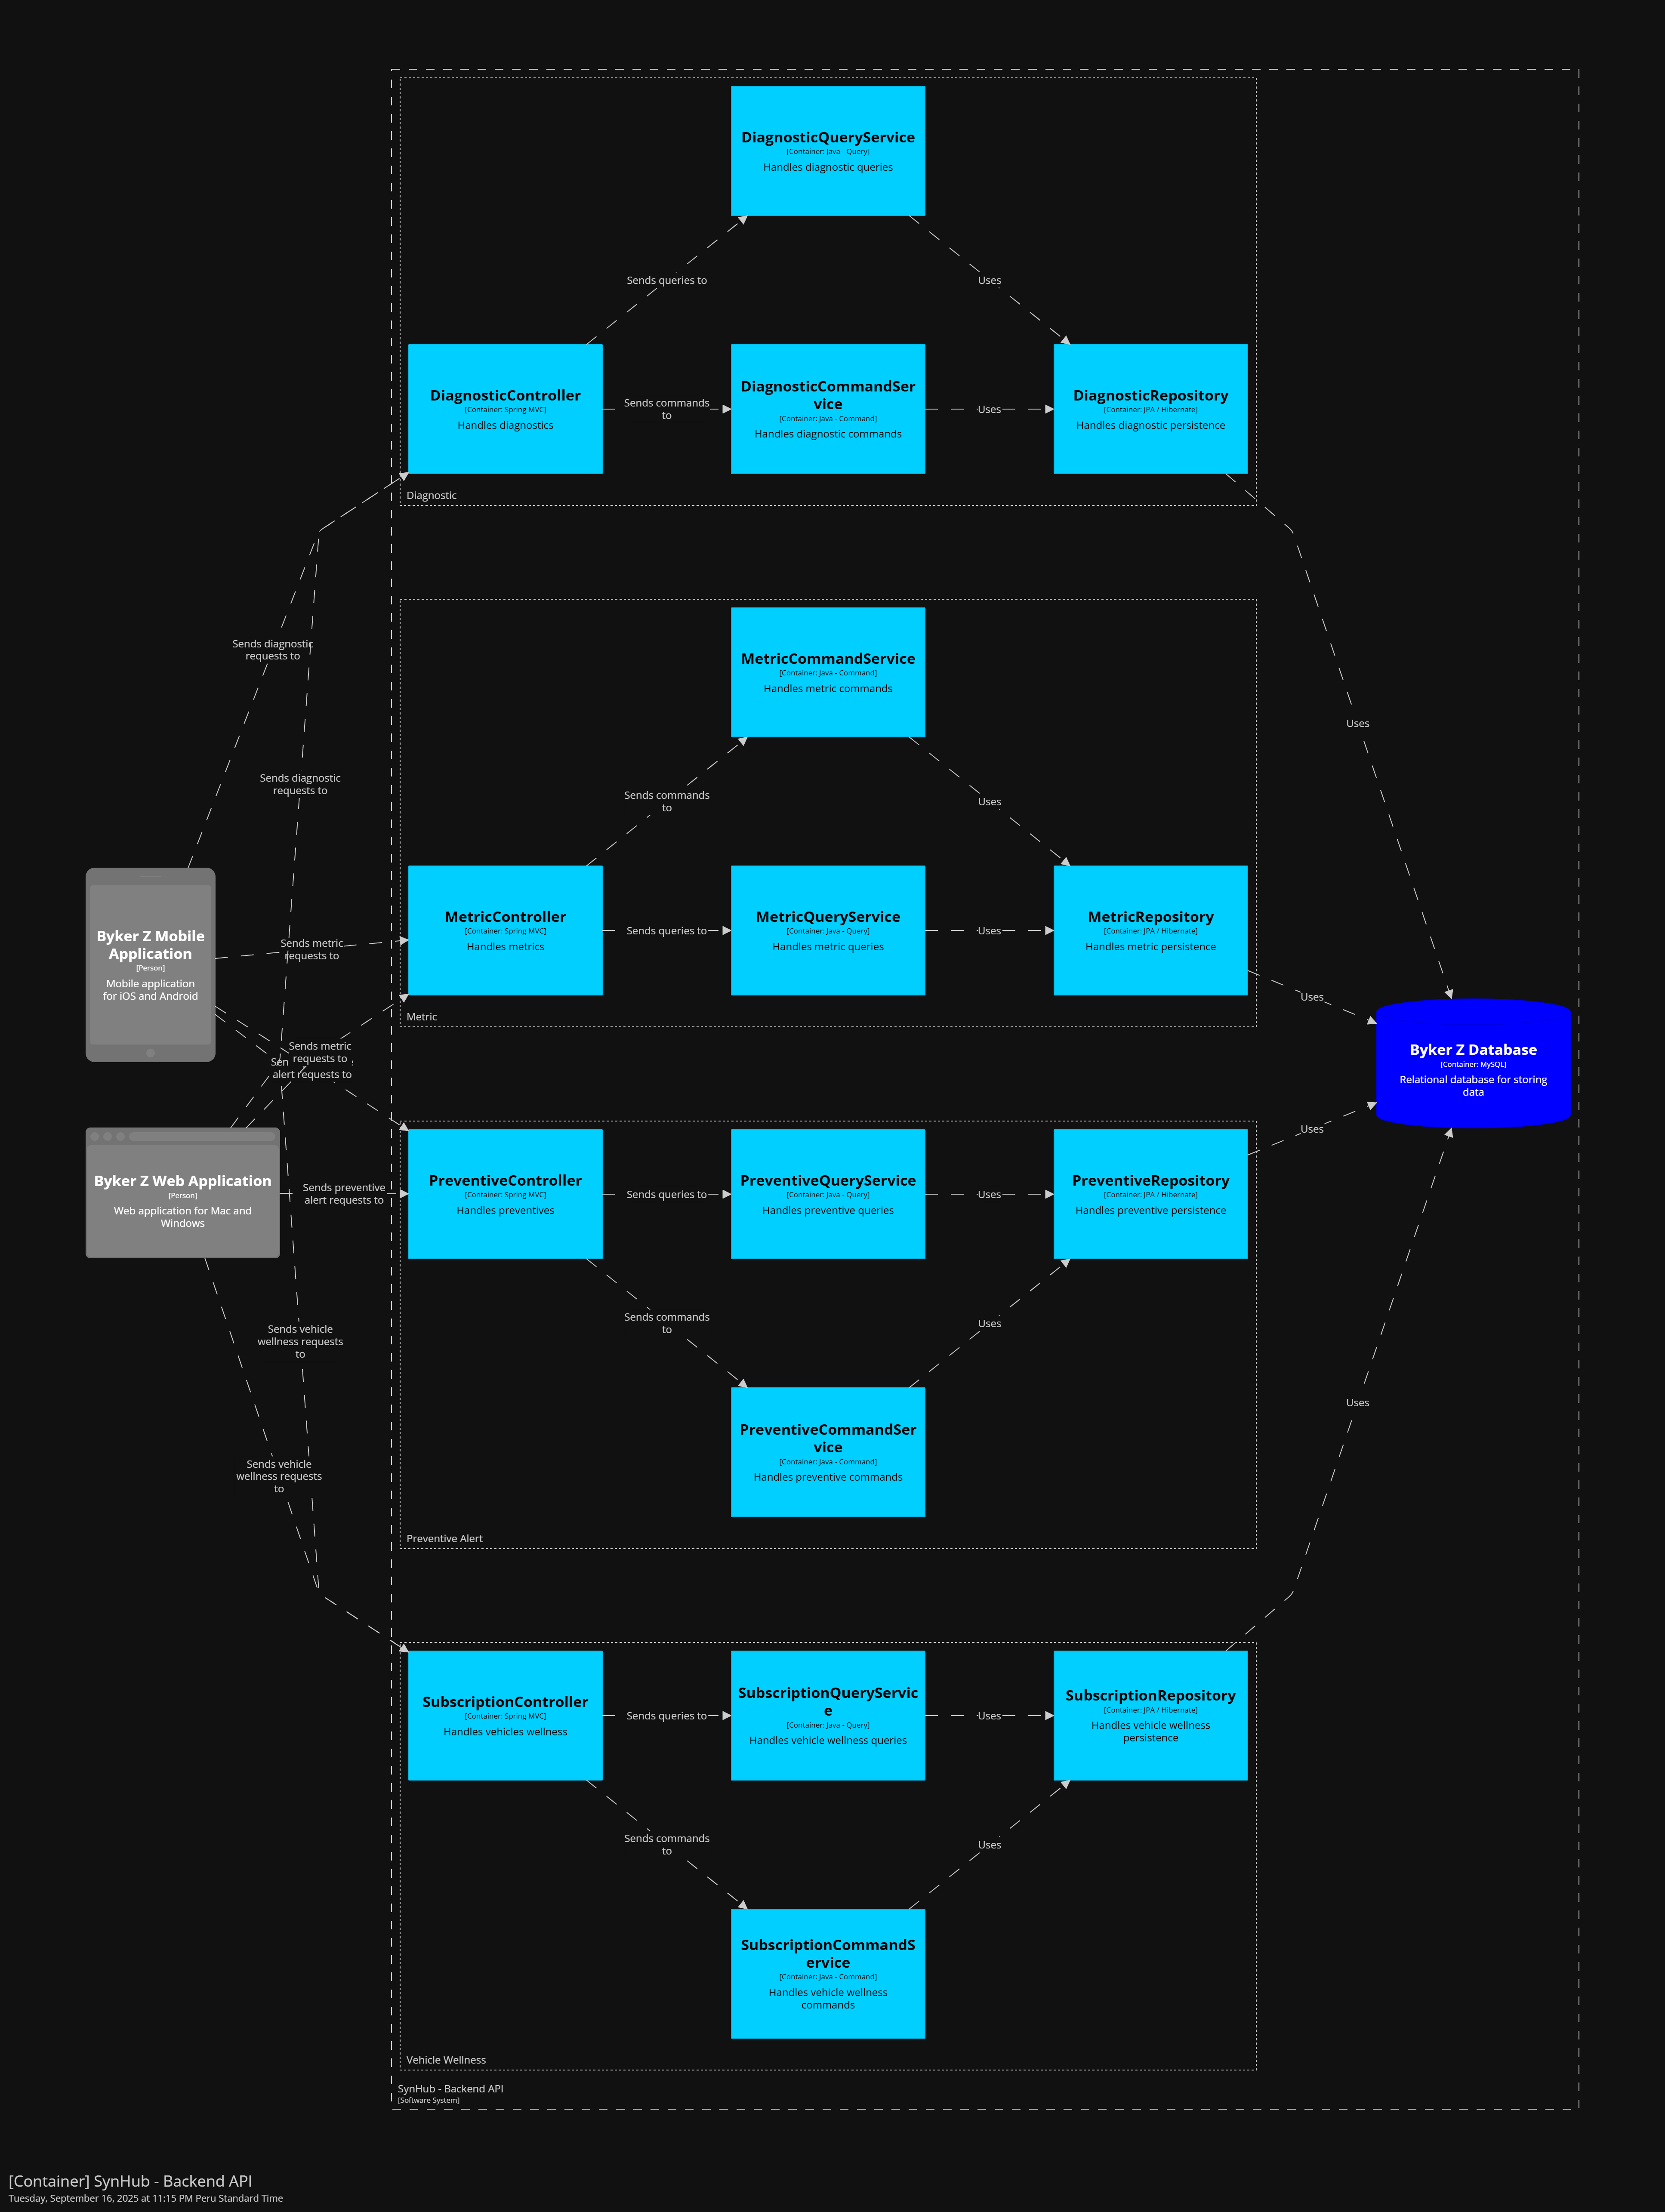 DiagnosticQueryService
[Container: Java - Query]
Handles diagnostic queries
Sends queries to
Uses
DiagnosticController
[Container: Spring MVC]
Handles diagnostics
Sends commands
to
DiagnosticCommandSer
vice
[Container: Java - Command]
Handles diagnostic commands
Uses
DiagnosticRepository
[Container: JPA / Hibernate]
Handles diagnostic persistence
Diagnostic
Sends diagnostic
requests to
Sends diagnostic
requests to
Uses
MetricCommandService
[Container: Java - Command]
Handles metric commands
Sends commands
to
Uses
MetricController
[Container: Spring MVC]
Handles metrics
Sends queries to
MetricQueryService
[Container: Java - Query]
Handles metric queries
Uses
MetricRepository
[Container: JPA / Hibernate]
Handles metric persistence
Metric
Byker Z Mobile
Application
[Person]
Mobile application
for iOS and Android
Sends metric
requests to
Sends metric
requests to
alert requests to
Uses
Byker Z Database
[Container: MySQL]
Relational database for storing
data
Uses
Byker Z Web Application
[Person]
Web application for Mac and
Windows
Sends preventive
alert requests to
PreventiveController
[Container: Spring MVC]
Handles preventives
Sends queries to
PreventiveQueryService
[Container: Java - Query]
Handles preventive queries
Uses
PreventiveRepository
[Container: JPA / Hibernate]
Handles preventive persistence
Sends commands
to
Uses
PreventiveCommandSer
vice
[Container: Java - Command]
Handles preventive commands
Preventive Alert
Sends vehicle
wellness requests
to
Sends vehicle
wellness requests
to
Uses
SubscriptionController
[Container: Spring MVC]
Handles vehicles wellness
Sends queries to
SubscriptionQueryServic
e
[Container: Java - Query]
Handles vehicle wellness queries
Uses
SubscriptionRepository
[Container: JPA / Hibernate]
Handles vehicle wellness
persistence
Sends commands
to
Uses
SubscriptionCommandS
ervice
[Container: Java - Command]
Handles vehicle wellness
commands
Vehicle Wellness
SynHub - Backend API
[Software System]
[Container] SynHub - Backend API
Tuesday, September 16, 2025 at 11:15 PM Peru Standard Time